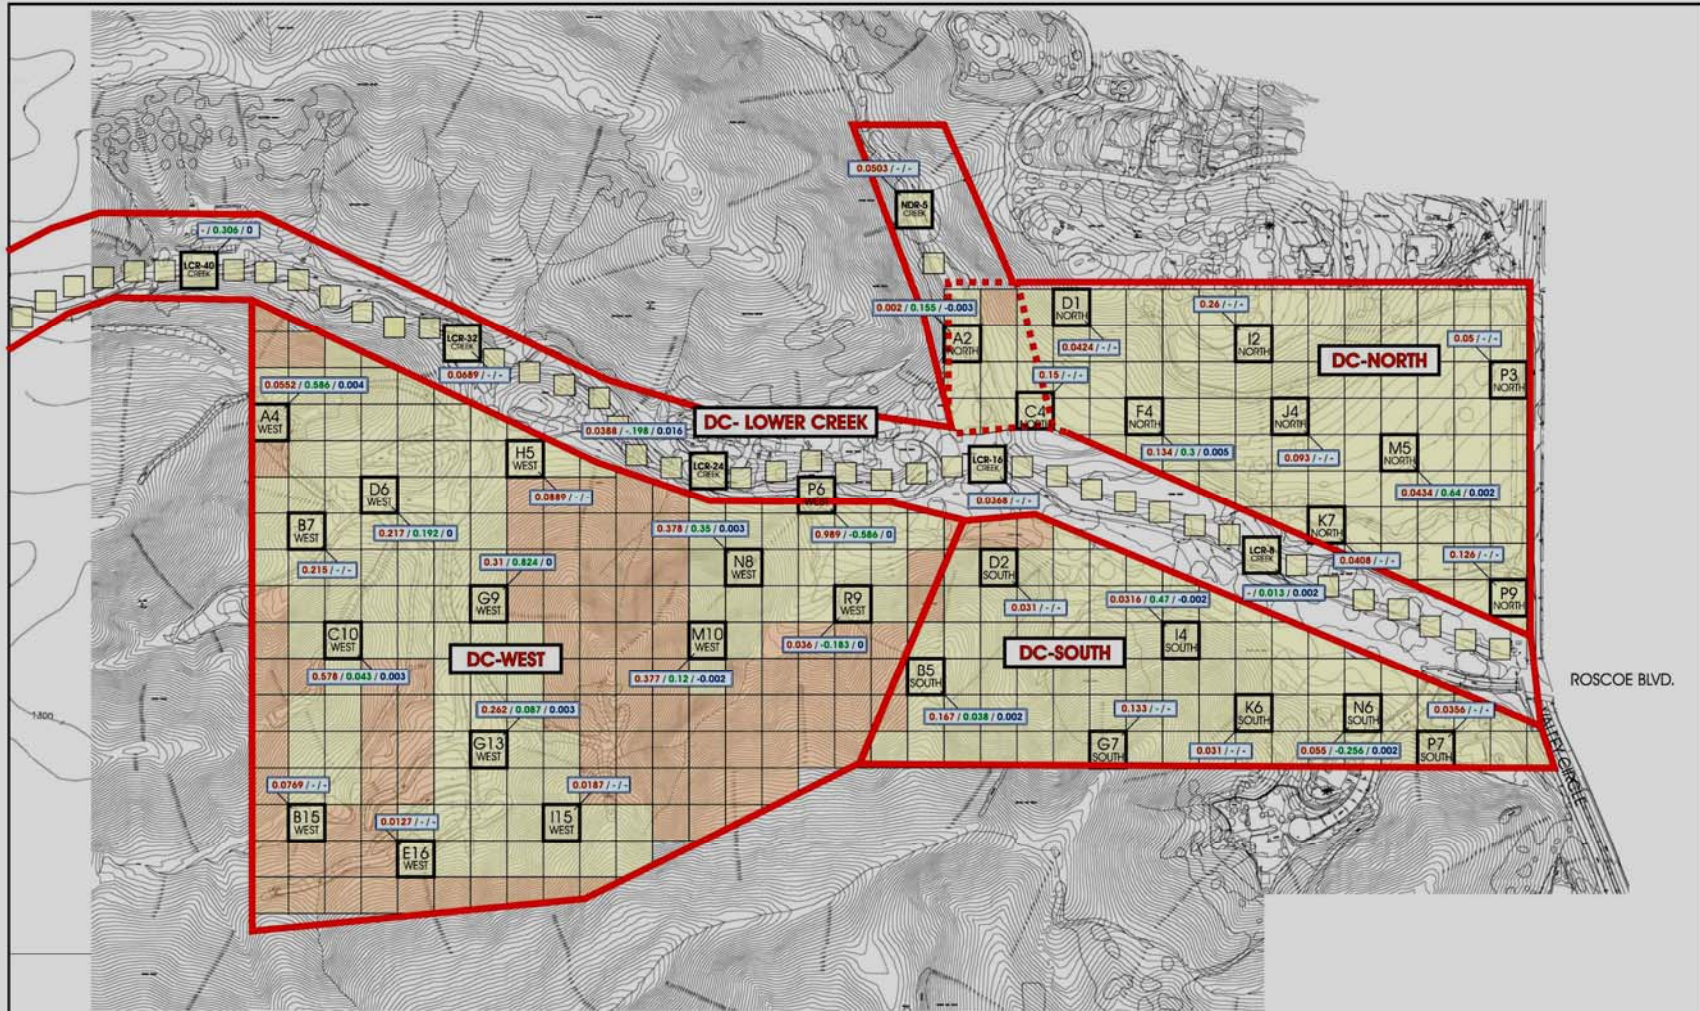 0.0503 / - / -
NDR-5
CREEK
- / 0.306 / 0
LCR-40
CREEK
0.002 / 0.155 / -0.003
D1
NORTH
0.26 / - / -
A2
NORTH
I2
NORTH
0.0424 / - / -
0.05 / - / -
LCR-32
CREEK
DC-NORTH
0.0689 / - / -
0.15 / - / -
P3
NORTH
0.0552 / 0.586 / 0.004
A4
WEST
DC- LOWER CREEK
C4
NORTH
F4
NORTH
J4
NORTH
0.0388 / -.198 / 0.016
H5
WEST
0.134 / 0.3 / 0.005
0.093 / - / -
M5
NORTH
LCR-24
CREEK
LCR-16
CREEK
D6
WEST
0.0889 / - / -
P6
WEST
0.0368 / - / -
0.0434 / 0.64 / 0.002
B7
WEST
0.217 / 0.192 / 0
0.378 / 0.35 / 0.003
0.989 / -0.586 / 0
K7
NORTH
0.215 / - / -
0.31 / 0.824 / 0
N8
WEST
D2
SOUTH
LCR-8
CREEK
0.0408 / - / -
0.126 / - / -
G9
WEST
R9
WEST
0.031 / - / -
0.0316 / 0.47 / -0.002
- / 0.013 / 0.002
P9
NORTH
C10
WEST
DC-WEST
M10
WEST
0.036 / -0.183 / 0
DC-SOUTH
I4
SOUTH
0.578 / 0.043 / 0.003
0.377 / 0.12 / -0.002
B5
SOUTH
ROSCOE BLVD.
0.262 / 0.087 / 0.003
0.167 / 0.038 / 0.002
0.133 / - / -
K6
SOUTH
N6
SOUTH
0.0356 / - / -
1300
G13
WEST
G7
SOUTH
0.031 / - / -
0.055 / -0.256 / 0.002
P7
SOUTH
VALLEY CIRCLE
0.0769 / - / -
0.0187 / - / -
B15
WEST
0.0127 / - / -
I15
WEST
E16
WEST